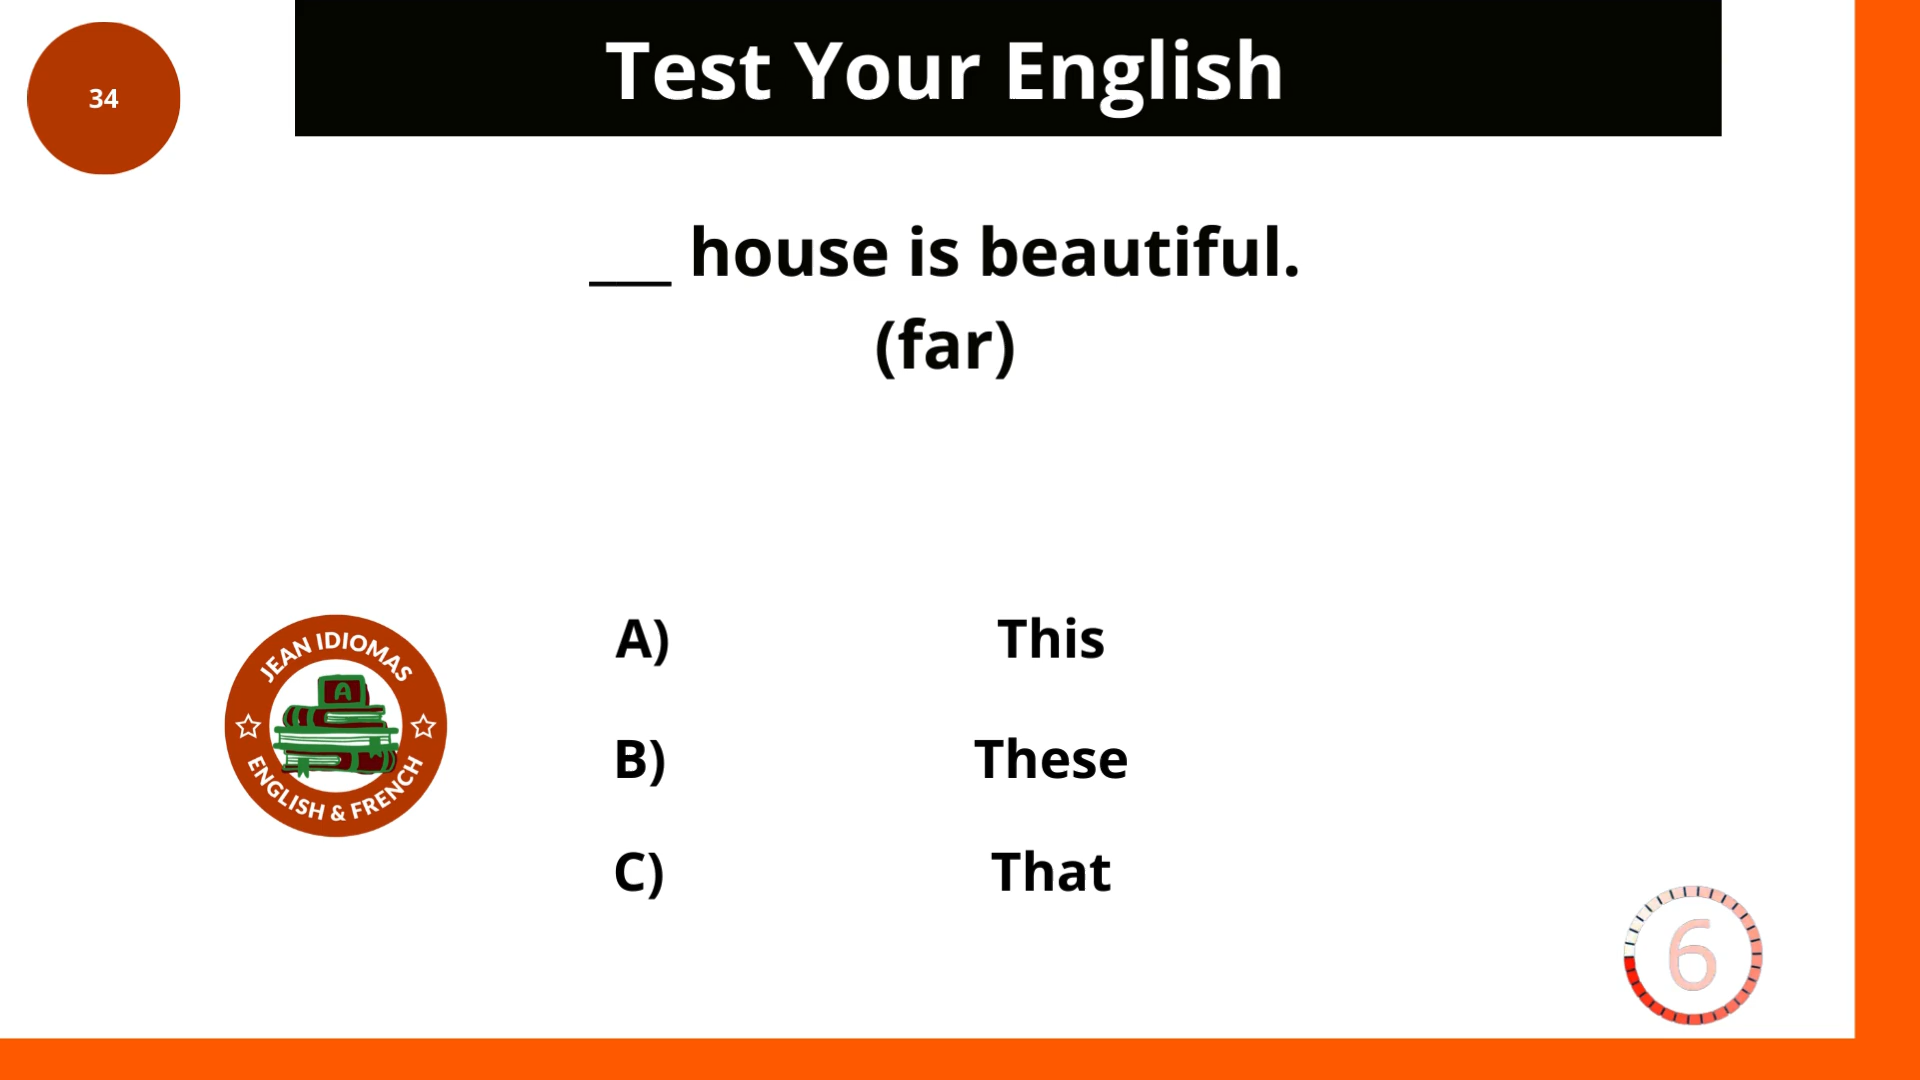 34
Test Your English
___ house is beautiful.
(far)
A) This
B) These
C) That
JEAN IDIOMAS
A
ENGLISH & FRENCH
6